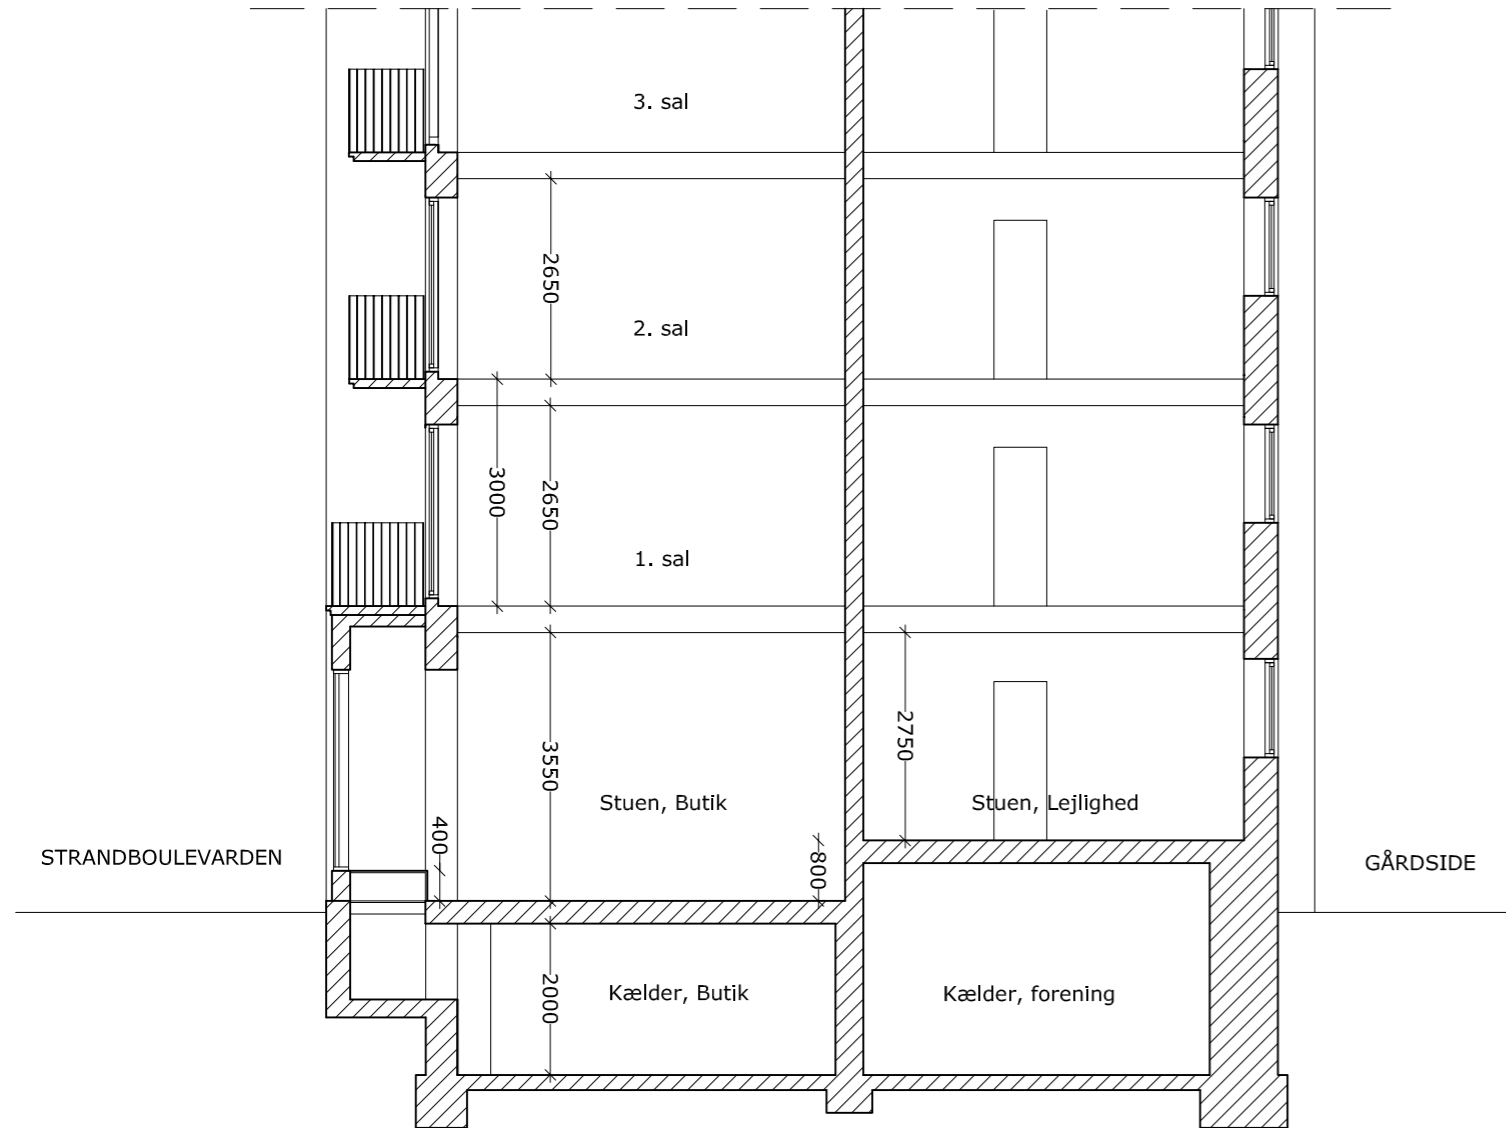 3. sal
2650
2. sal
3000
2650
1. sal
3550
2750
Stuen, Butik
Stuen, Lejlighed
400
800
STRANDBOULEVARDEN
GÅRDSIDE
2000
Kælder, Butik
Kælder, forening